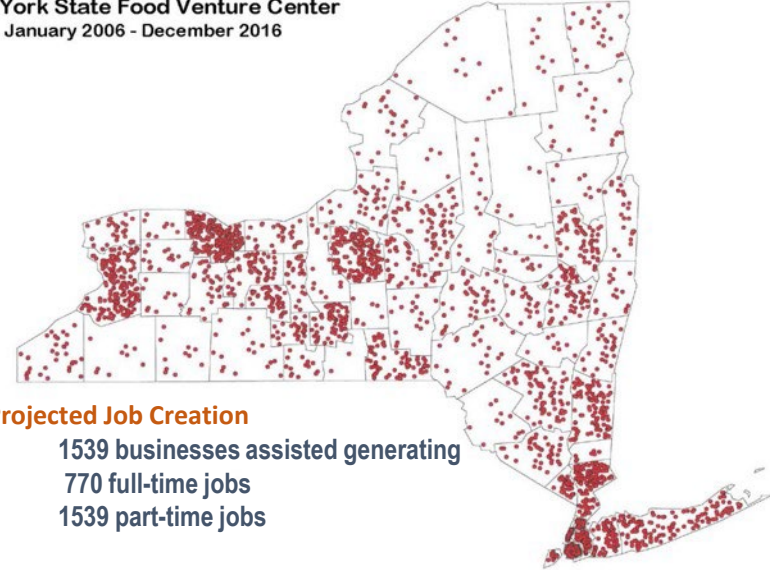 York State Food Venture Center
January 2006 - December 2016
rojected Job Creation
1539 businesses assisted generating
770 full-time jobs
1539 part-time jobs